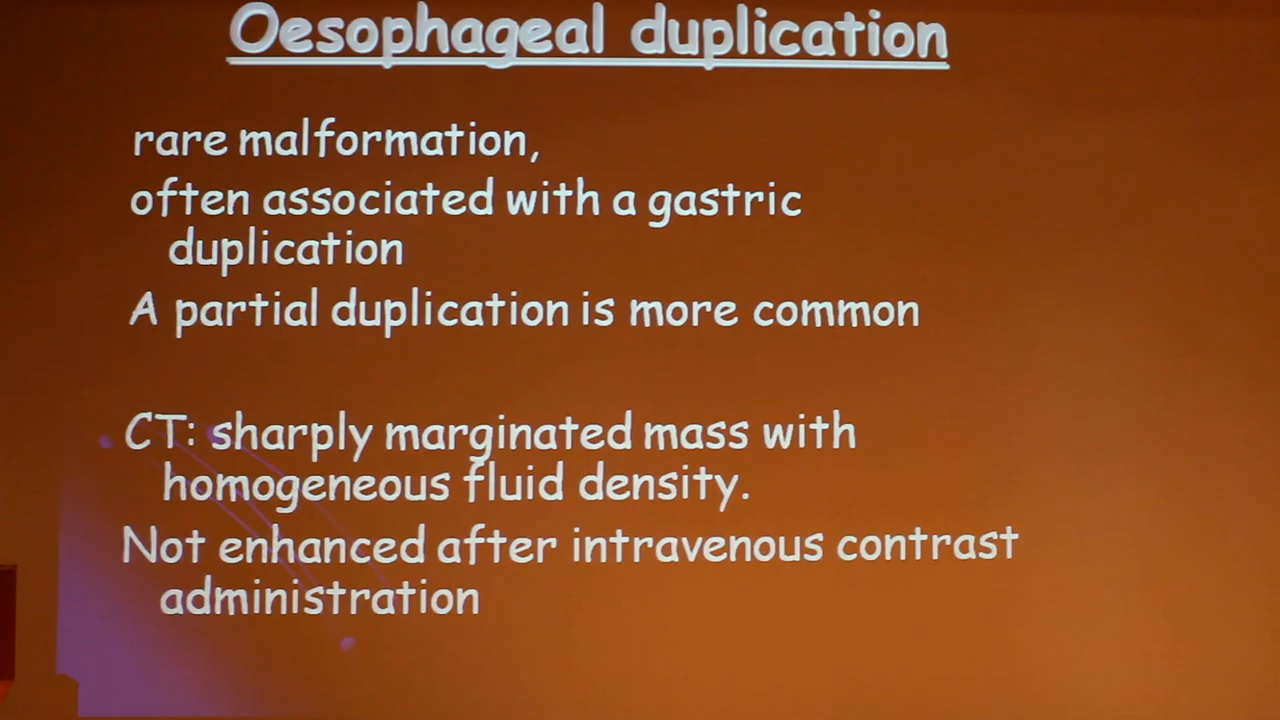 Oesophageal duplication
rare malformation,
often associated with a gastric
duplication
A partial duplication is more common
CT: sharply marginated mass with
homogeneous fluid density.
Not enhanced after intravenous contrast
administration